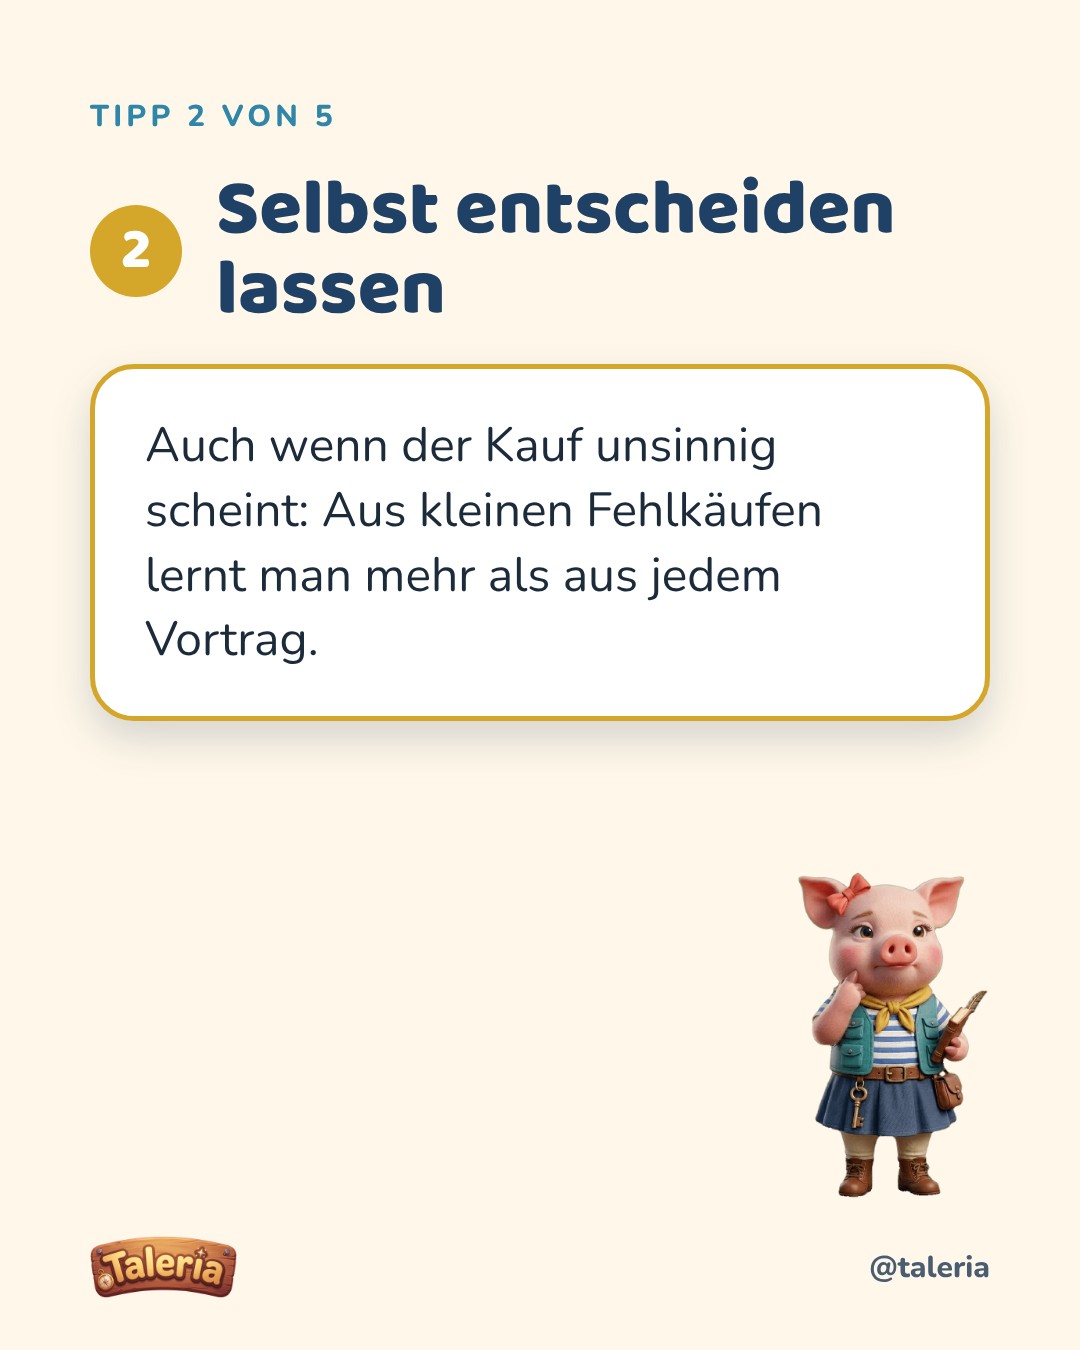 TIPP 2 VON 5
2
Selbst entscheiden
lassen
Auch wenn der Kauf unsinnig
scheint: Aus kleinen Fehlkäufen
lernt man mehr als aus jedem
Vortrag.
Taleria
@taleria